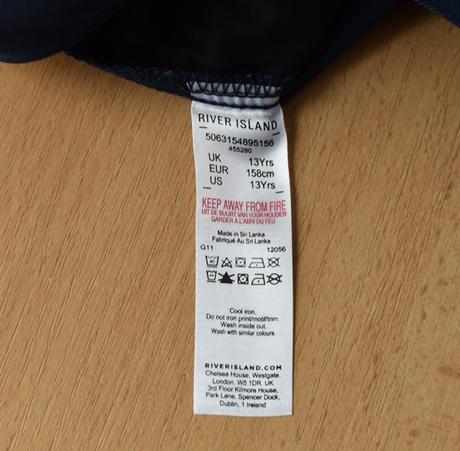 RIVER ISLAND
5063154895156
455280
UK 13Yrs
EUR 158cm
US 13Yrs
KEEP AWAY FROM FIRE
UIT DE BUURT VAN VUUR HOUDEN
GARDER À L'ABRI DU FEU
Made in Sri Lanka
Fabriqué Au Sri Lanka
G11 12056
Cool iron.
Do not iron print/motif/trim.
Wash inside out.
Wash with similar colours.
RIVERISLAND.COM
Chelsea House, Westgate,
London, W5 1DR. UK
3rd Floor Kilmore House,
Park Lane, Spencer Dock,
Dublin, 1 Ireland